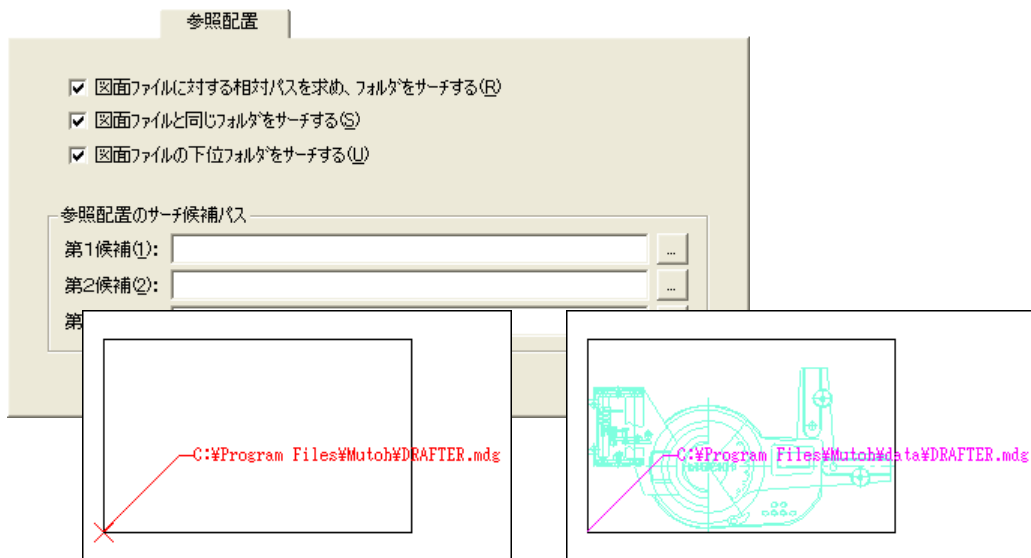 参照配置
図面ファイルに対する相対パスを求め、フォルダをサーチする(R)
図面ファイルと同じフォルダをサーチする(S)
図面ファイルの下位フォルダをサーチする(U)
参照配置のサーチ候補パス
第1候補(1):
...
第2候補(2):
...
第
C:¥Program Files¥Mutoh¥DRAFTER.mdg
C:¥Program Files¥Mutoh¥data¥DRAFTER.mdg